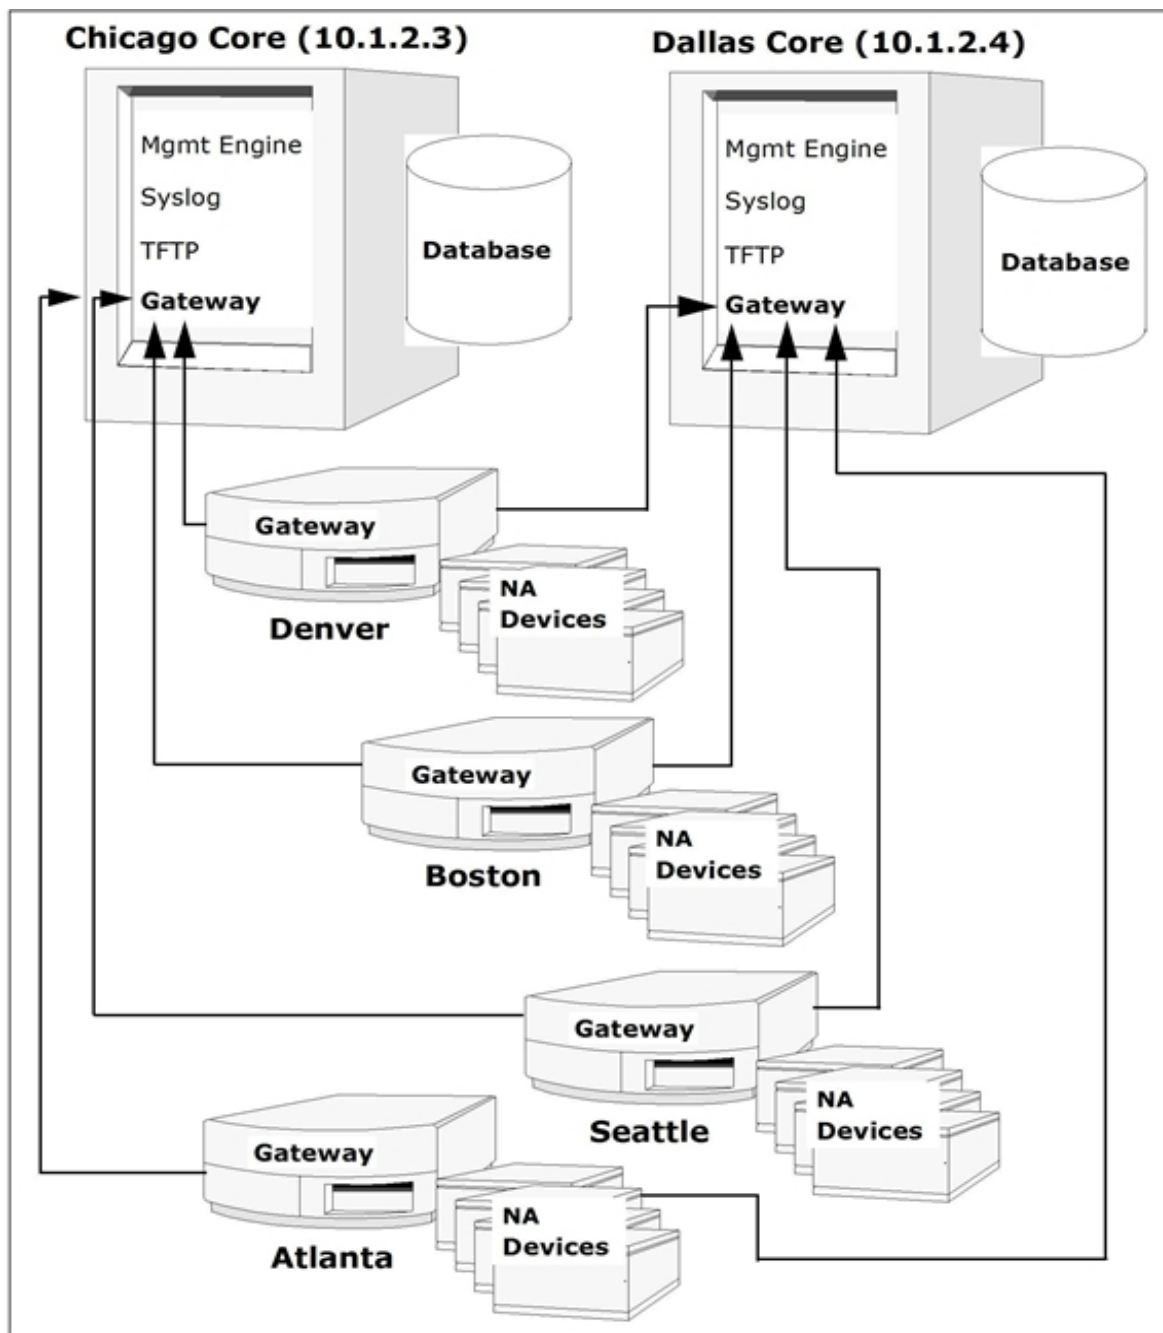 Chicago Core (10.1.2.3)
Dallas Core (10.1.2.4)
Mgmt Engine
Syslog
TFTP
Gateway
Database
Mgmt Engine
Syslog
TFTP
Gateway
Database
Gateway
Denver
NA
Devices
Gateway
Boston
NA
Devices
Gateway
Seattle
NA
Devices
Gateway
Atlanta
NA
Devices